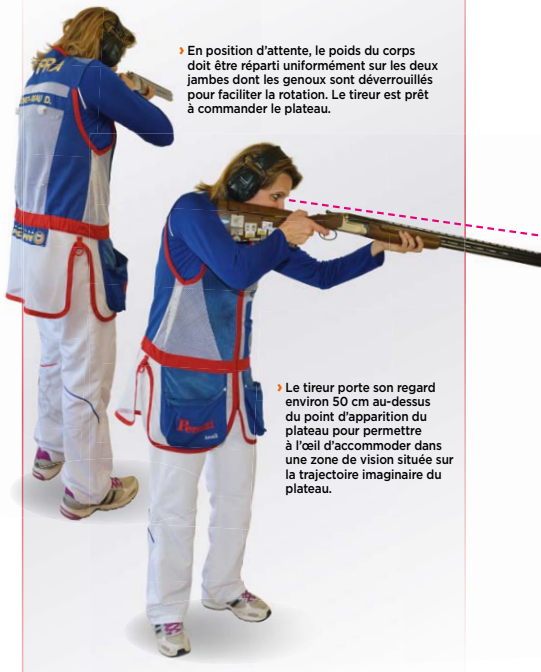 › En position d'attente, le poids du corps
doit être réparti uniformément sur les deux
jambes dont les genoux sont déverrouillés
pour faciliter la rotation. Le tireur est prêt
à commander le plateau.
FRA
› Le tireur porte son regard
environ 50 cm au-dessus
du point d'apparition du
plateau pour permettre
à l'œil d'accommoder dans
une zone de vision située sur
la trajectoire imaginaire du
plateau.